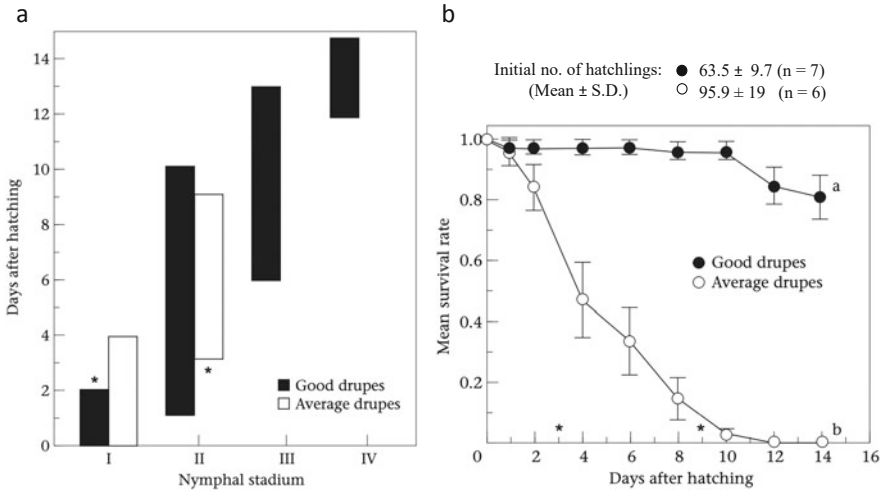 a
14
12
10
8
6
4
2
0
Days after hatching
*
*
Good drupes
Average drupes
I II III IV
Nymphal stadium
b
Initial no. of hatchlings: 63.5 ± 9.7 (n = 7)
(Mean ± S.D.) 95.9 ± 19 (n = 6)
1.0
0.8
0.6
0.4
0.2
Mean survival rate
a
Good drupes
Average drupes
* * b
0 2 4 6 8 10 12 14 16
Days after hatching